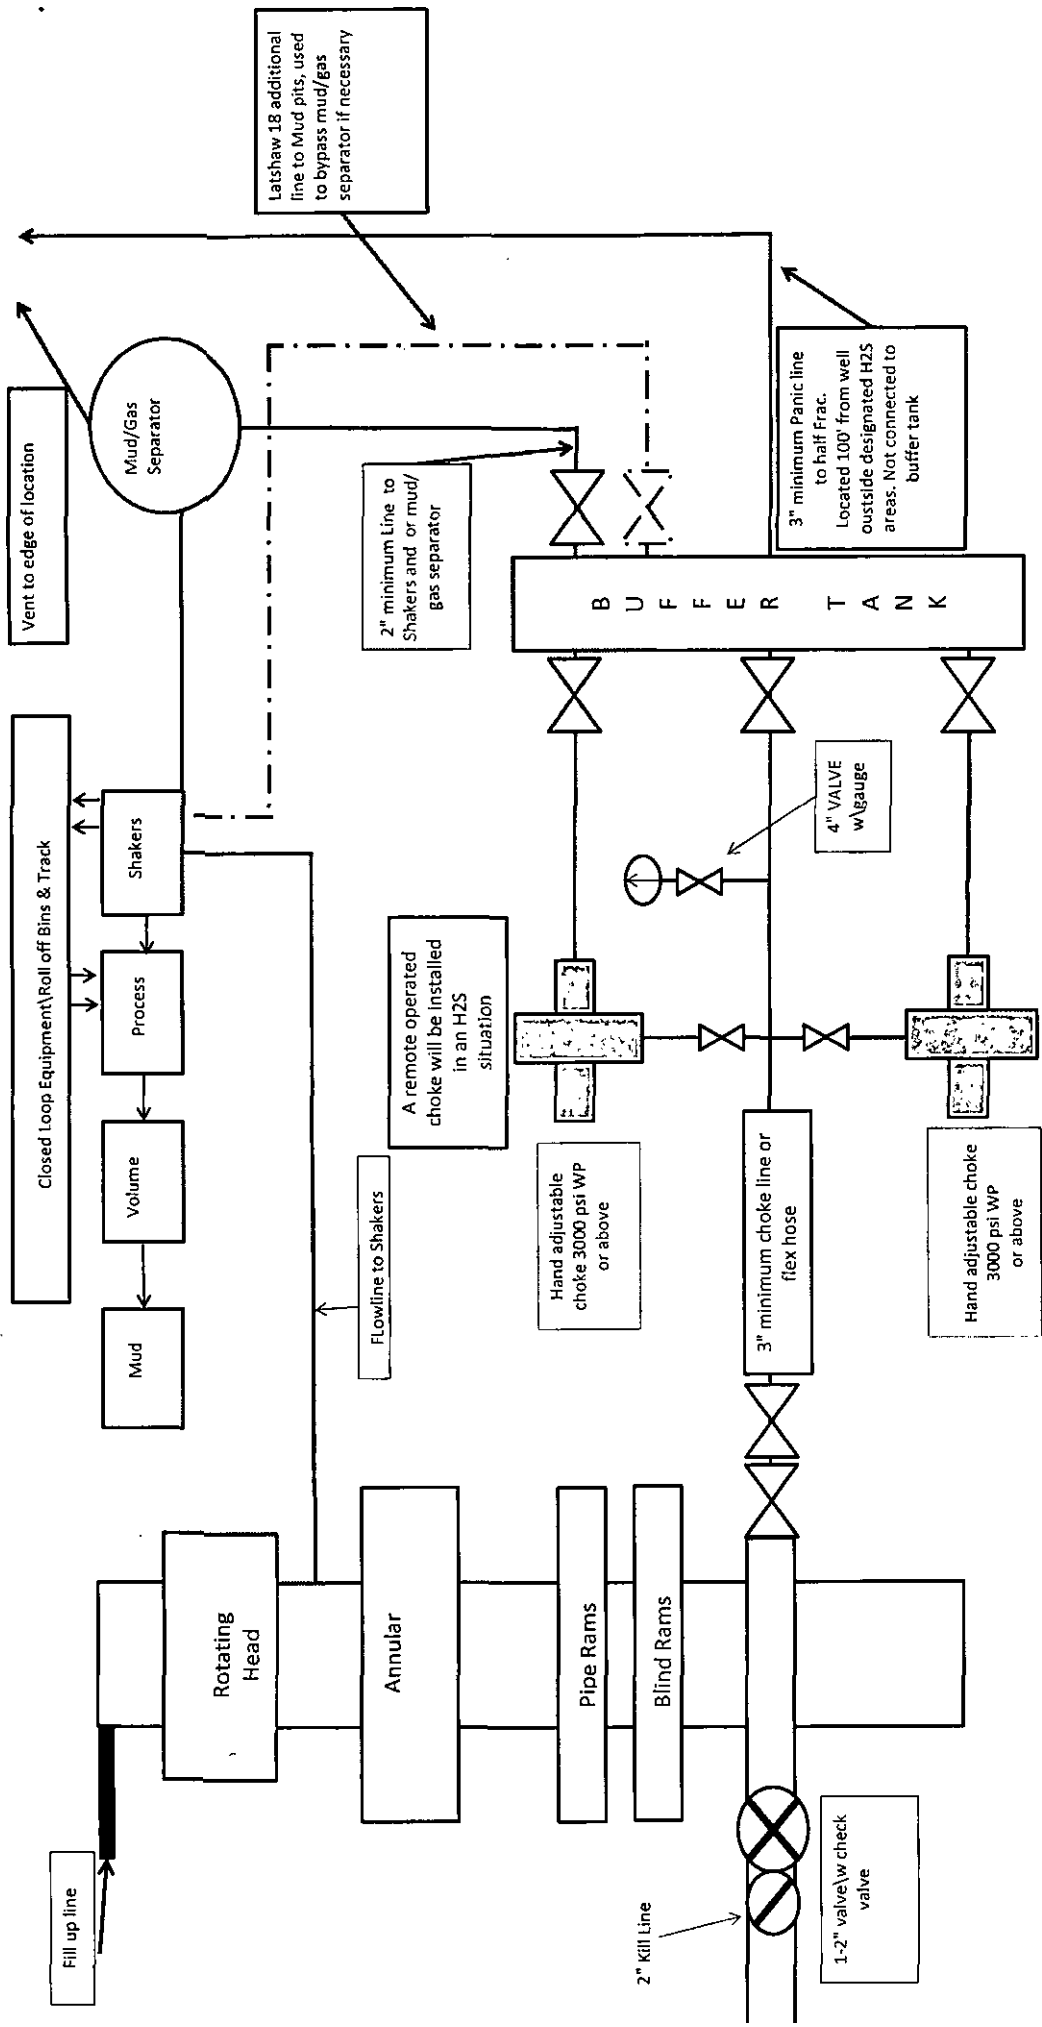 Fill up line
Rotating
Head
Annular
Pipe Rams
Blind Rams
2" Kill Line
1-2" valve\w check
valve
Closed Loop Equipment\Roll off Bins & Track
Mud
Volume
Process
Shakers
Vent to edge of location
Mud/Gas
Separator
FLowline to Shakers
A remote operated
choke will be installed
in an H2S
situation
Hand adjustable
choke 3000 psi WP
or above
3" minimum choke line or
flex hose
Hand adjustable choke
3000 psi WP
or above
4" VALVE
w\gauge
2" minimum Line to
Shakers and or mud/
gas separator
BUFFER TANK
Latshaw 18 additional
line to Mud pits, used
to bypass mud/gas
separator if necessary
3" minimum Panic line
to half Frac.
Located 100' from well
oustside designated H2S
areas. Not connected to
buffer tank